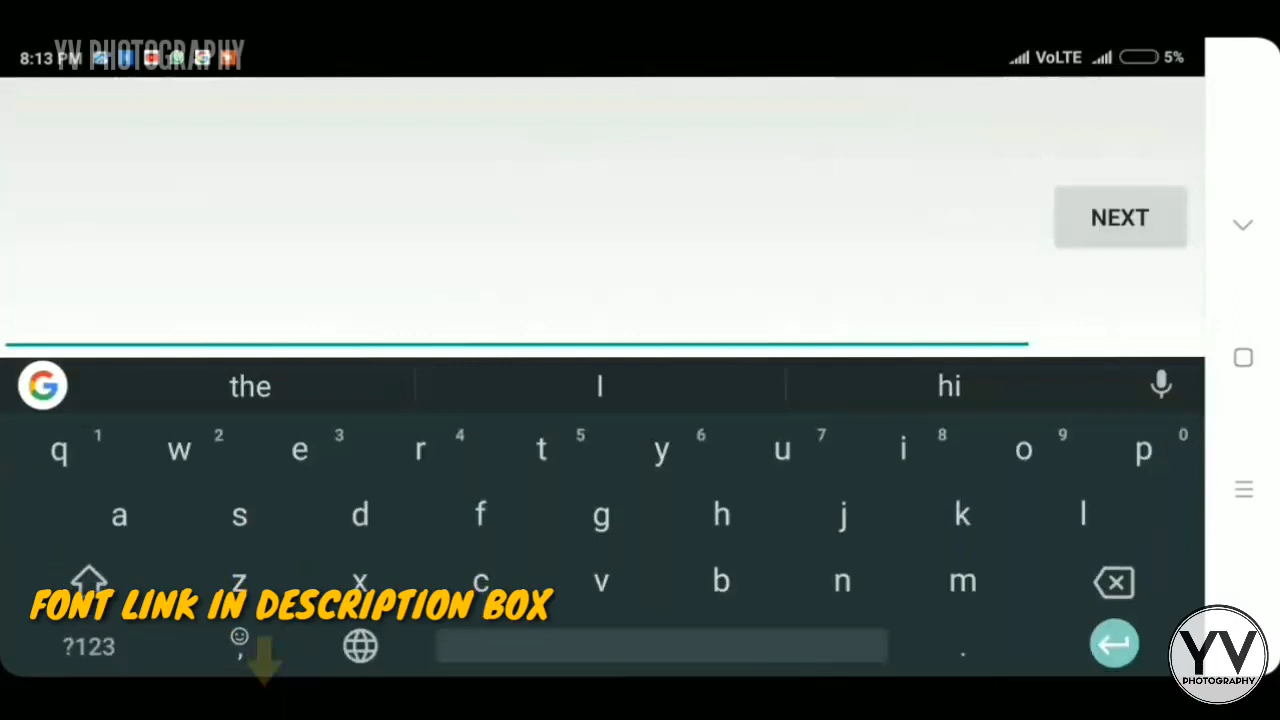 8:13 PM
YV PHOTOGRAPHY
VoLTE 5%
NEXT
G the I hi
q 1 w 2 e 3 r 4 t 5 y 6 u 7 i 8 o 9 p 0
a s d f g h j k l
z x c v b n m
FONT LINK IN DESCRIPTION BOX
?123 , .
YV
PHOTOGRAPHY